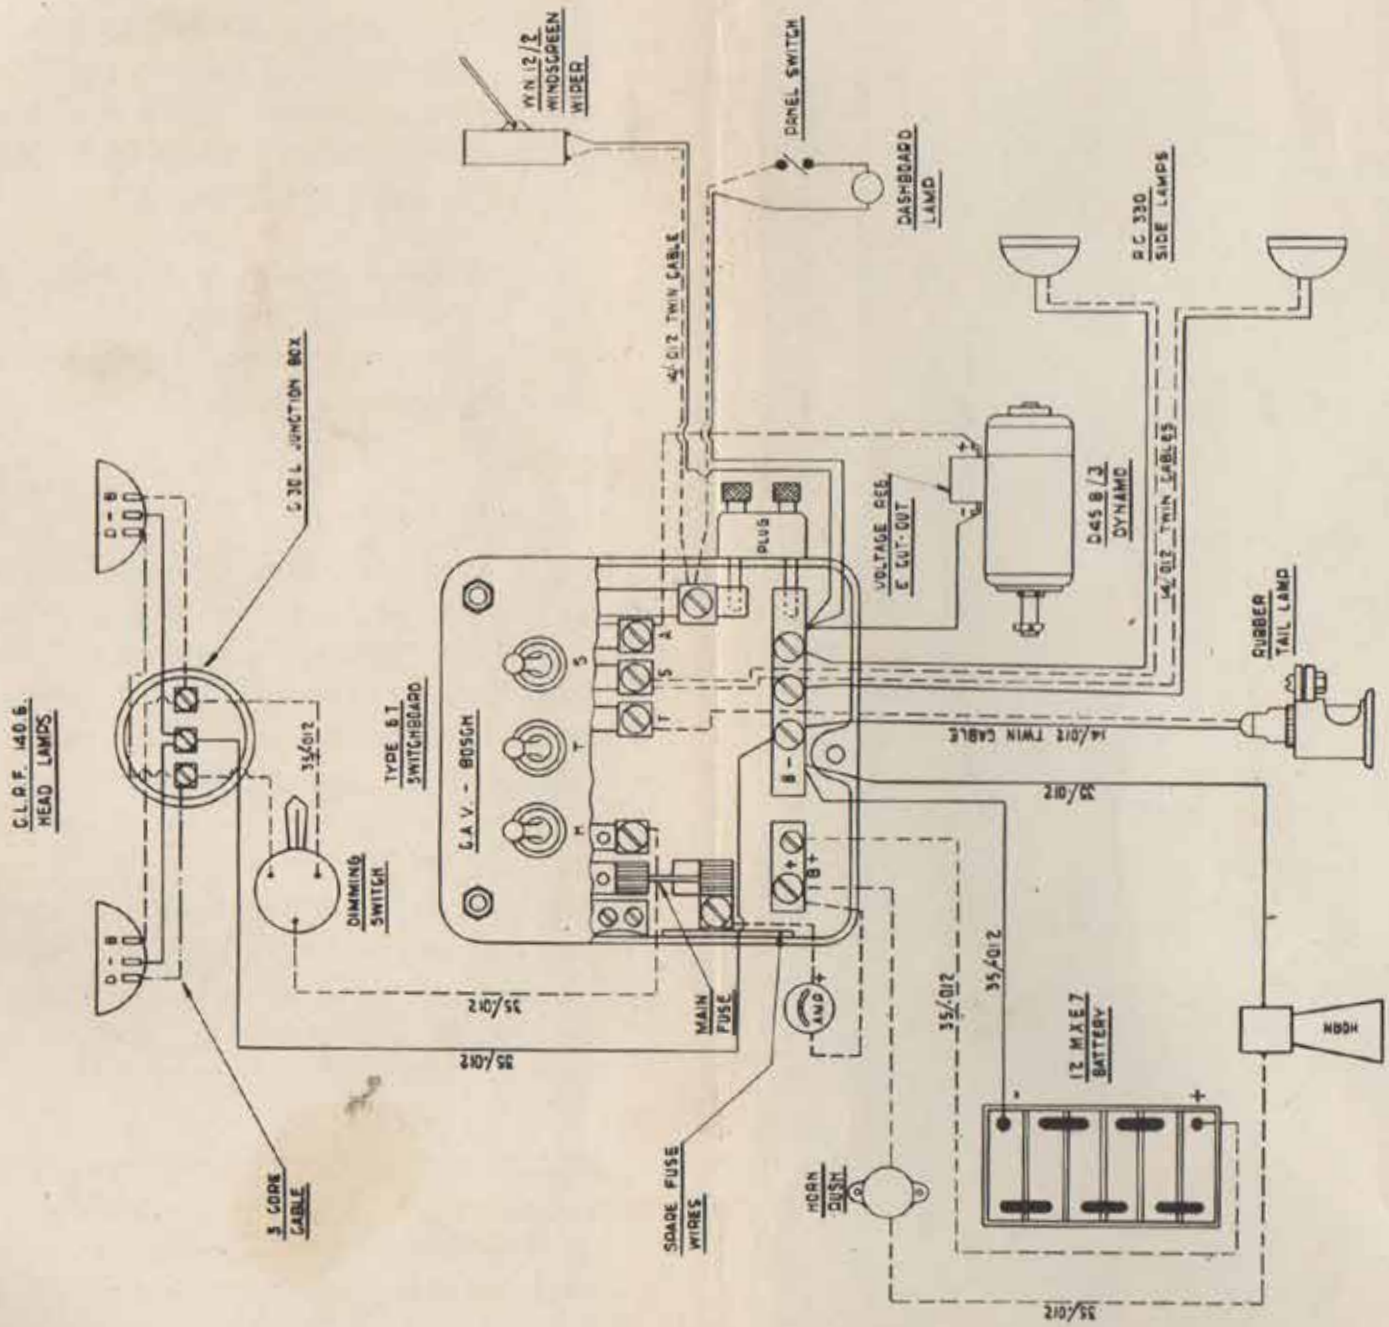 C.L.R.F. 140.G.
HEAD LAMPS
D - B
D - B
3 CORE
CABLE
C 30 L JUNCTION BOX
35/012
DIMMING
SWITCH
35/012
35/012
WN 12/2
WINDSCREEN
WIPER
14/012 TWIN CABLE
PANEL SWITCH
DASHBOARD
LAMP
TYPE 6T
SWITCHBOARD
C.A.V. - BOSCH
M
T
S
T
S
A
PLUG
MAIN
FUSE
SPARE FUSE
WIRES
+
B+
B -
AMP
+
VOLTAGE REG
& CUT-OUT
- +
D45 B/3
DYNAMO
R.C. 330
SIDE LAMPS
14/012 TWIN CABLES
RUBBER
TAIL LAMP
14/012 TWIN CABLE
35/012
35/012
35/012
HORN
PUSH
12 MXE7
BATTERY
-
+
HORN
35/012